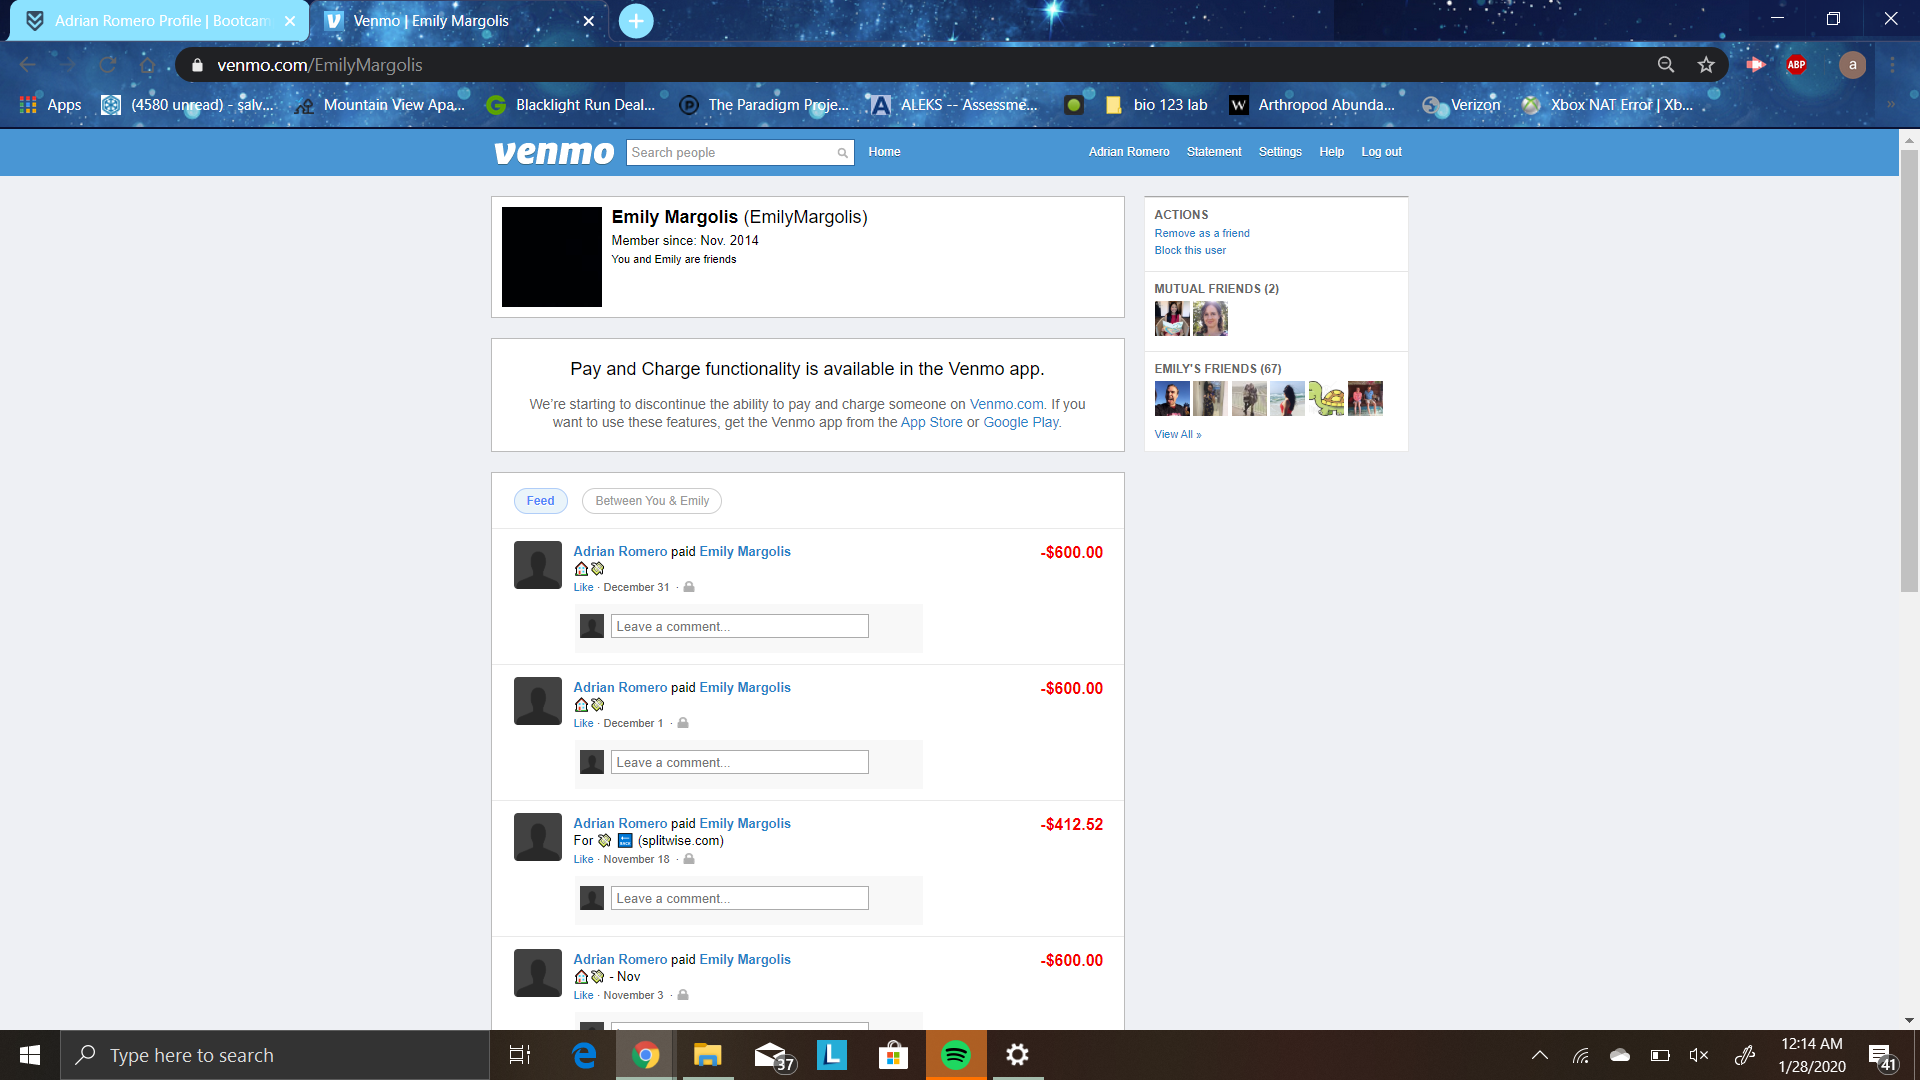 Adrian Romero Profile | Bootcam
Venmo | Emily Margolis
venmo.com/EmilyMargolis
ABP
a
Apps
(4580 unread) - salv...
Mountain View Apa...
Blacklight Run Deal...
The Paradigm Proje...
ALEKS -- Assessme...
bio 123 lab
Arthropod Abunda...
Verizon
Xbox NAT Error | Xb...
venmo
Search people
Home
Adrian Romero
Statement
Settings
Help
Log out
Emily Margolis (EmilyMargolis)
Member since: Nov. 2014
You and Emily are friends
ACTIONS
Remove as a friend
Block this user
MUTUAL FRIENDS (2)
EMILY'S FRIENDS (67)
View All »
Pay and Charge functionality is available in the Venmo app.
We're starting to discontinue the ability to pay and charge someone on Venmo.com. If you
want to use these features, get the Venmo app from the App Store or Google Play.
Feed
Between You & Emily
Adrian Romero paid Emily Margolis
-$600.00
🏠💸
Like · December 31 ·
Leave a comment...
Adrian Romero paid Emily Margolis
-$600.00
🏠💸
Like · December 1 ·
Leave a comment...
Adrian Romero paid Emily Margolis
-$412.52
For 💸 🔙 (splitwise.com)
Like · November 18 ·
Leave a comment...
Adrian Romero paid Emily Margolis
-$600.00
🏠💸 - Nov
Like · November 3 ·
Type here to search
37
L
12:14 AM
1/28/2020
41